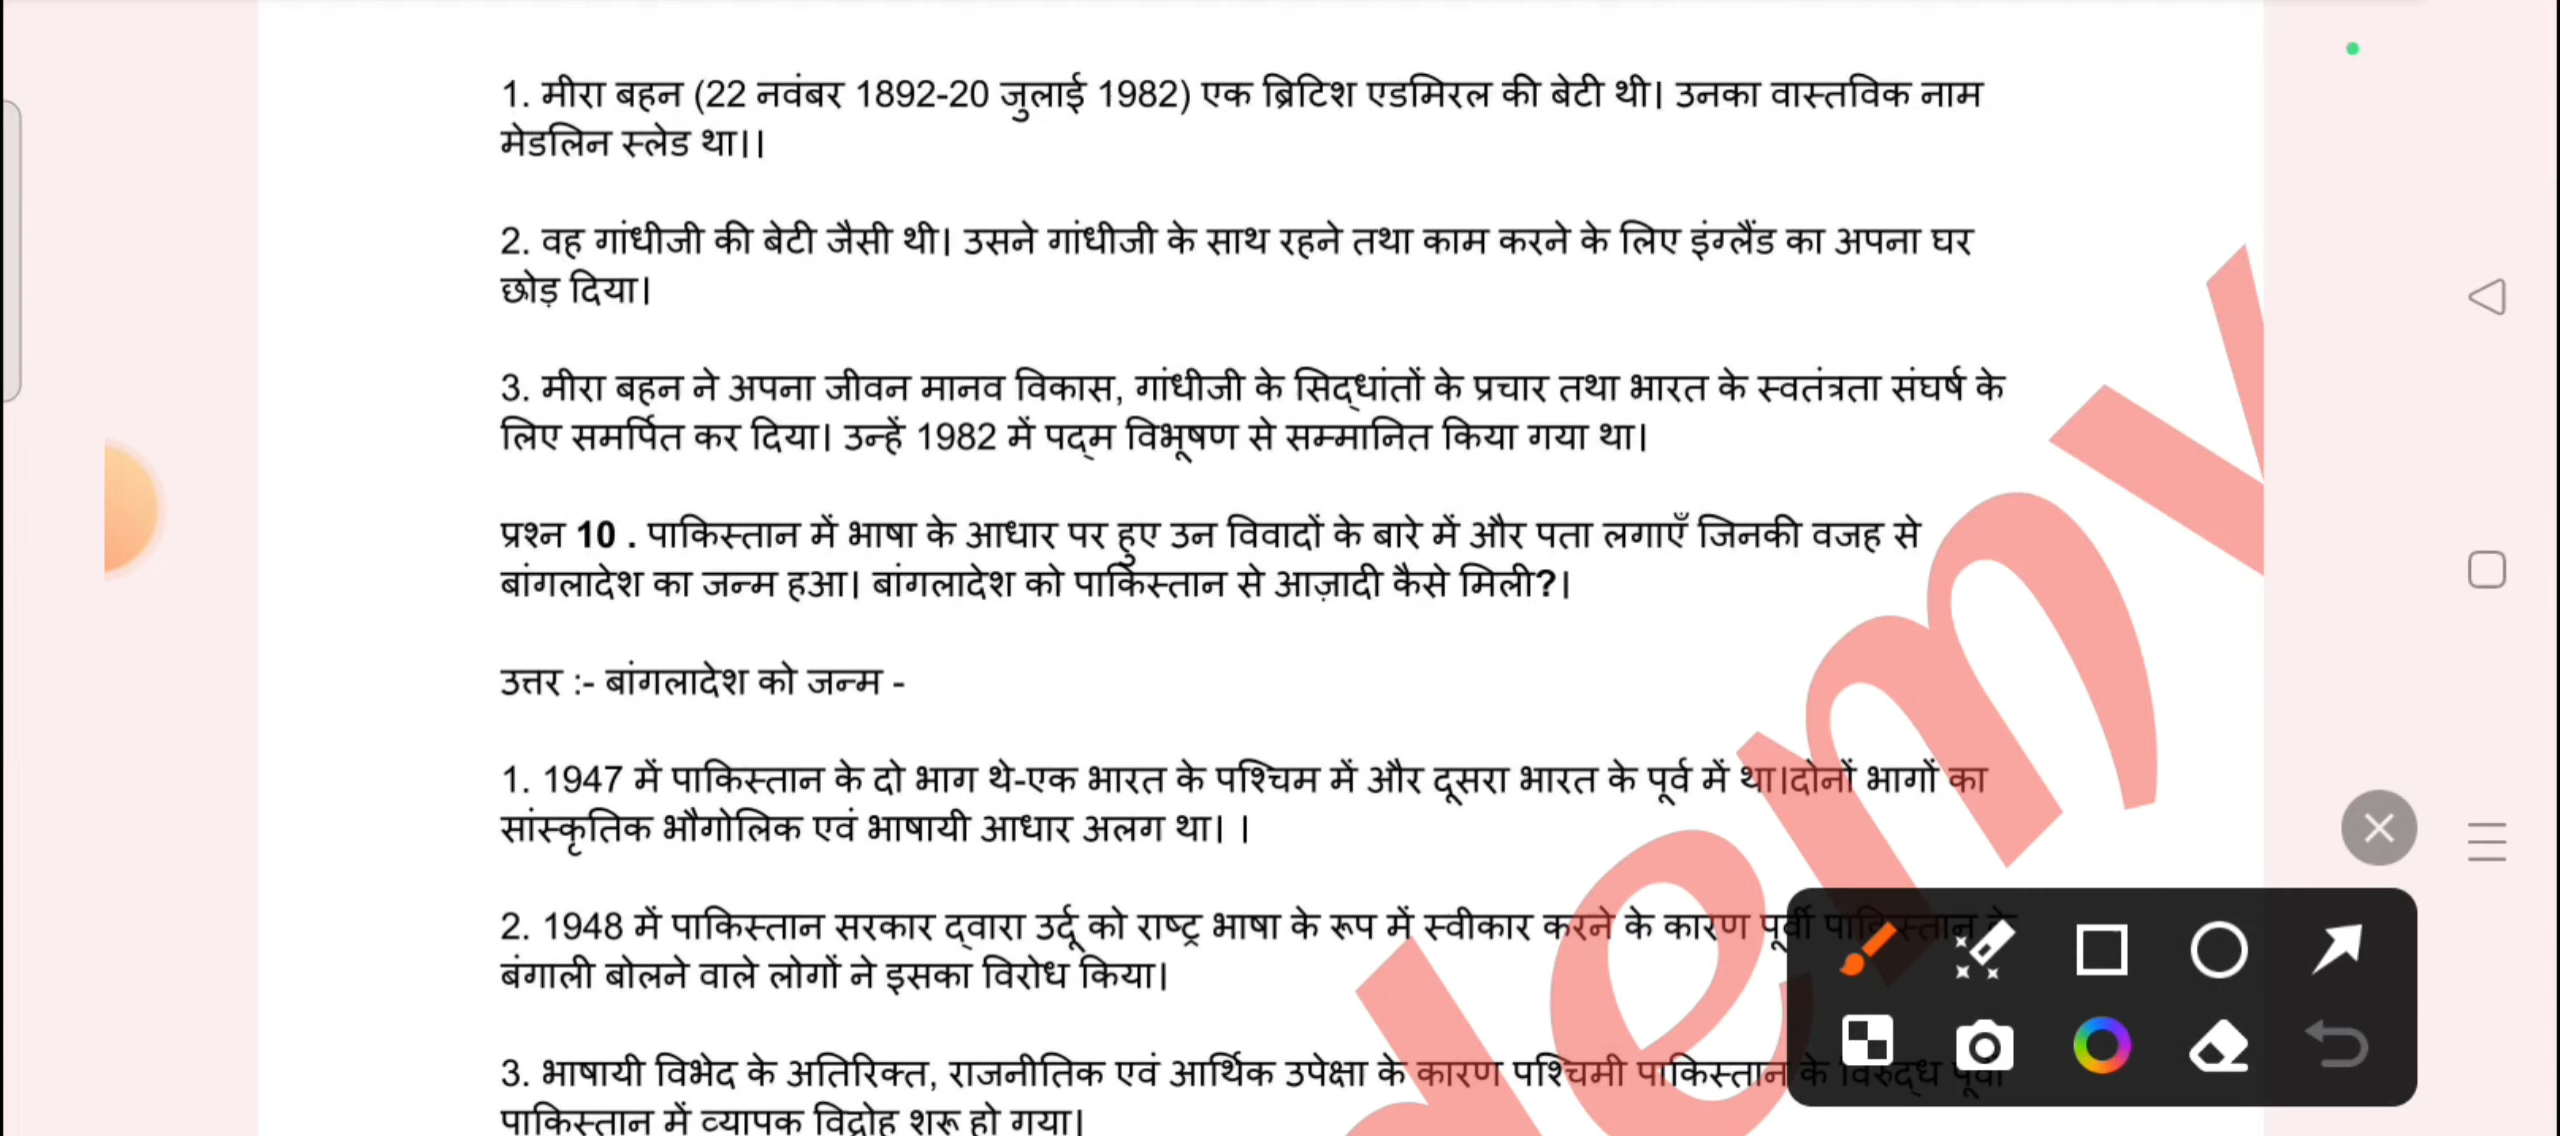 1. मीरा बहन (22 नवंबर 1892-20 जुलाई 1982) एक ब्रिटिश एडमिरल की बेटी थी। उनका वास्तविक नाम
मेडलिन स्लेड था।।
2. वह गांधीजी की बेटी जैसी थी। उसने गांधीजी के साथ रहने तथा काम करने के लिए इंग्लैंड का अपना घर
छोड़ दिया।
3. मीरा बहन ने अपना जीवन मानव विकास, गांधीजी के सिद्धांतों के प्रचार तथा भारत के स्वतंत्रता संघर्ष के
लिए समर्पित कर दिया। उन्हें 1982 में पद्म विभूषण से सम्मानित किया गया था।
प्रश्न 10 . पाकिस्तान में भाषा के आधार पर हुए उन विवादों के बारे में और पता लगाएँ जिनकी वजह से
बांगलादेश का जन्म हआ। बांगलादेश को पाकिस्तान से आज़ादी कैसे मिली?।
उत्तर :- बांगलादेश को जन्म -
1. 1947 में पाकिस्तान के दो भाग थे-एक भारत के पश्चिम में और दूसरा भारत के पूर्व में था।दोनों भागों का
सांस्कृतिक भौगोलिक एवं भाषायी आधार अलग था। ।
2. 1948 में पाकिस्तान सरकार द्वारा उर्दू को राष्ट्र भाषा के रूप में स्वीकार करने के कारण पूर्वी पाकिस्तान के
बंगाली बोलने वाले लोगों ने इसका विरोध किया।
3. भाषायी विभेद के अतिरिक्त, राजनीतिक एवं आर्थिक उपेक्षा के कारण पश्चिमी पाकिस्तान के विरुद्ध पूर्वी
पाकिस्तान में व्यापक विद्रोह शुरू हो गया।
demy